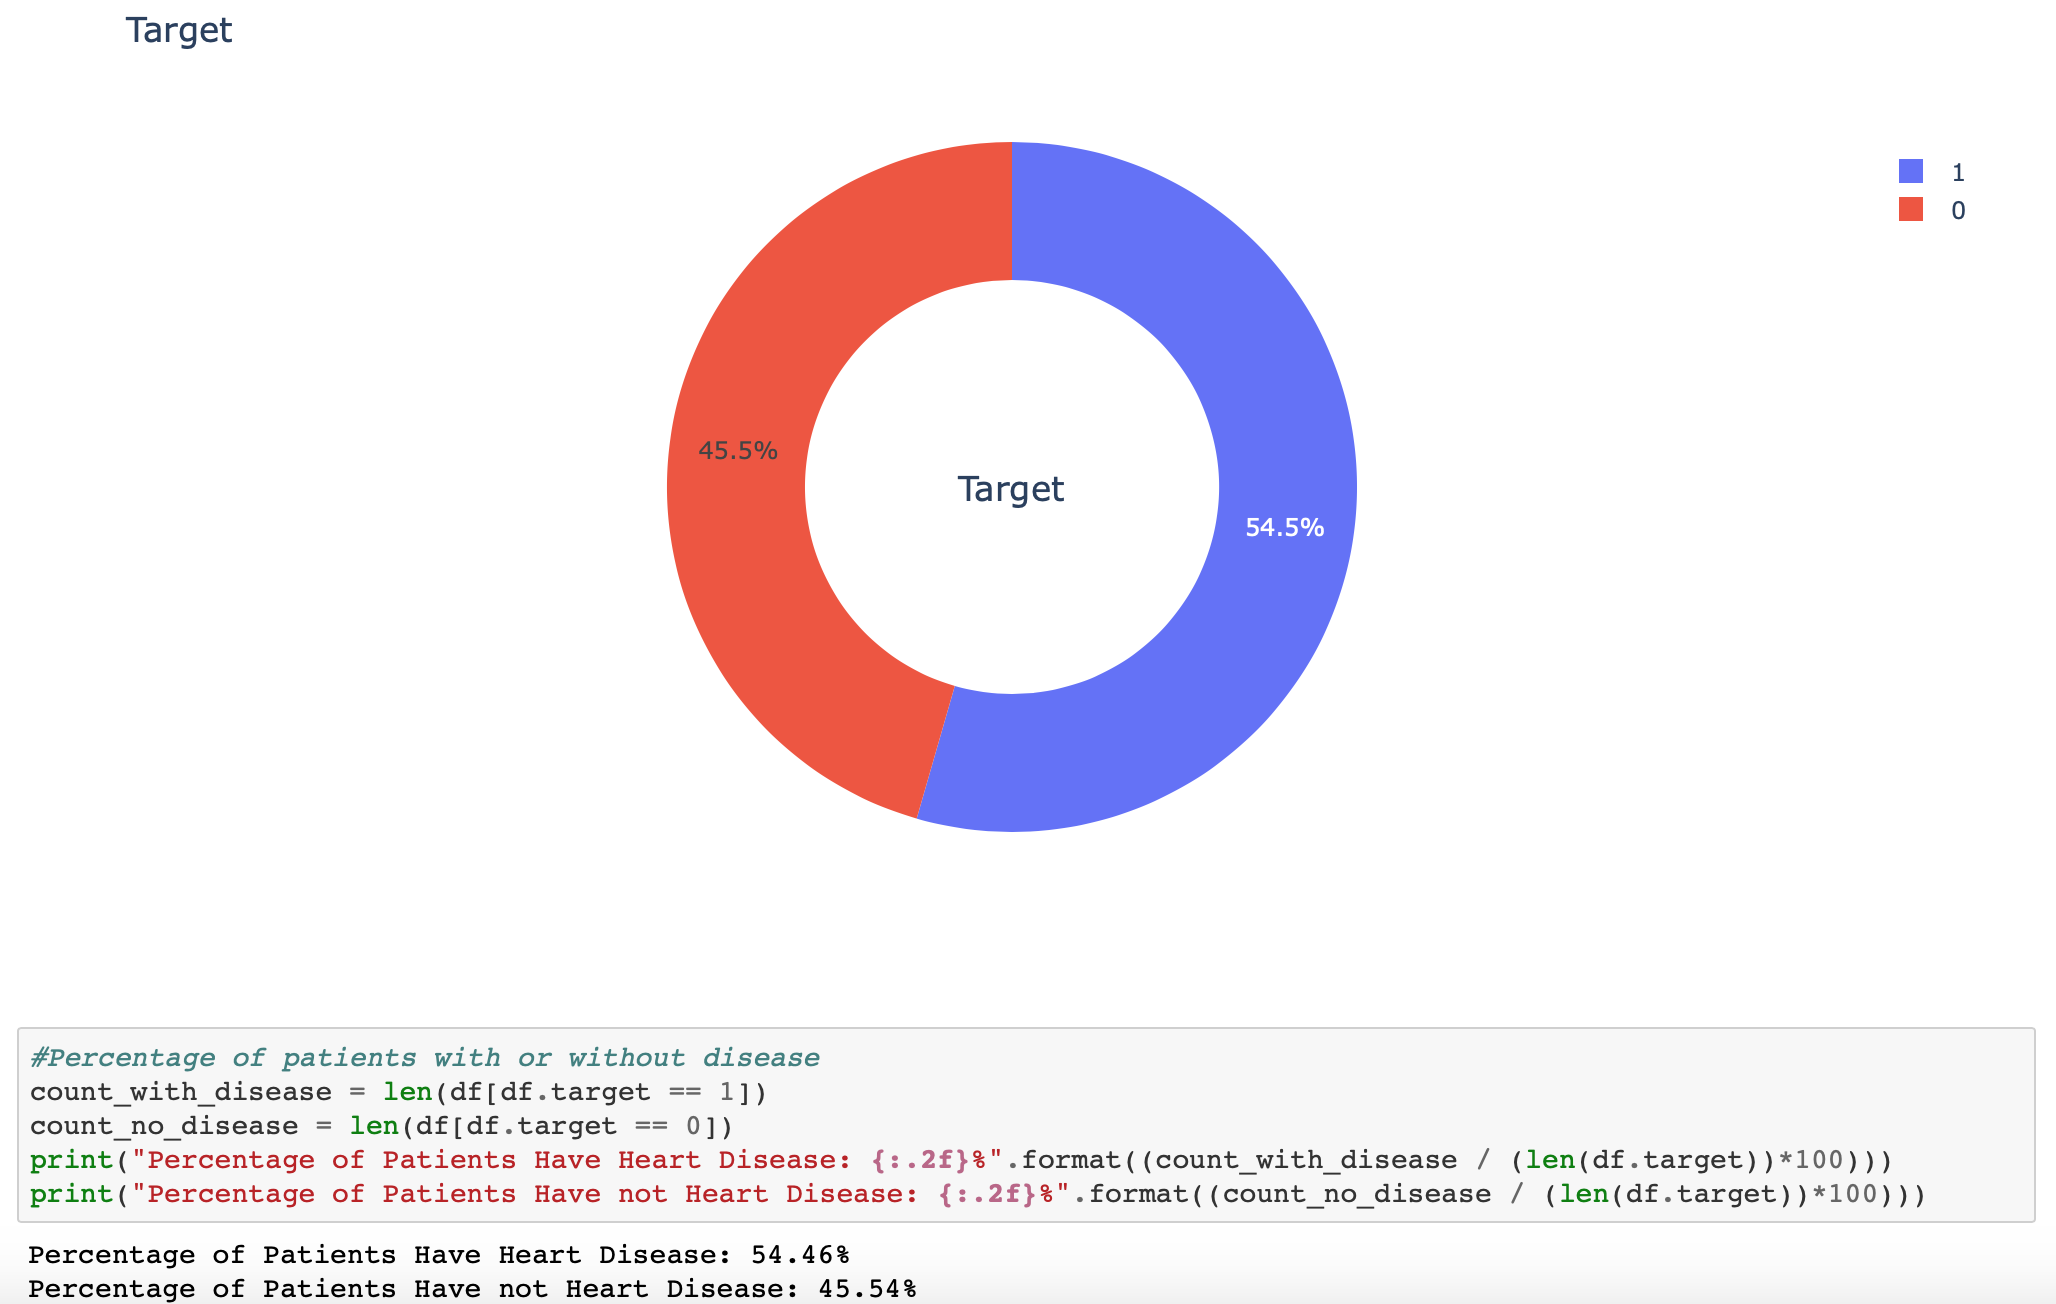 Target
1
0
45.5%
Target
54.5%
#Percentage of patients with or without disease
count_with_disease = len(df[df.target == 1])
count_no_disease = len(df[df.target == 0])
print("Percentage of Patients Have Heart Disease: {:.2f}%".format((count_with_disease / (len(df.target))*100)))
print("Percentage of Patients Have not Heart Disease: {:.2f}%".format((count_no_disease / (len(df.target))*100)))
Percentage of Patients Have Heart Disease: 54.46%
Percentage of Patients Have not Heart Disease: 45.54%